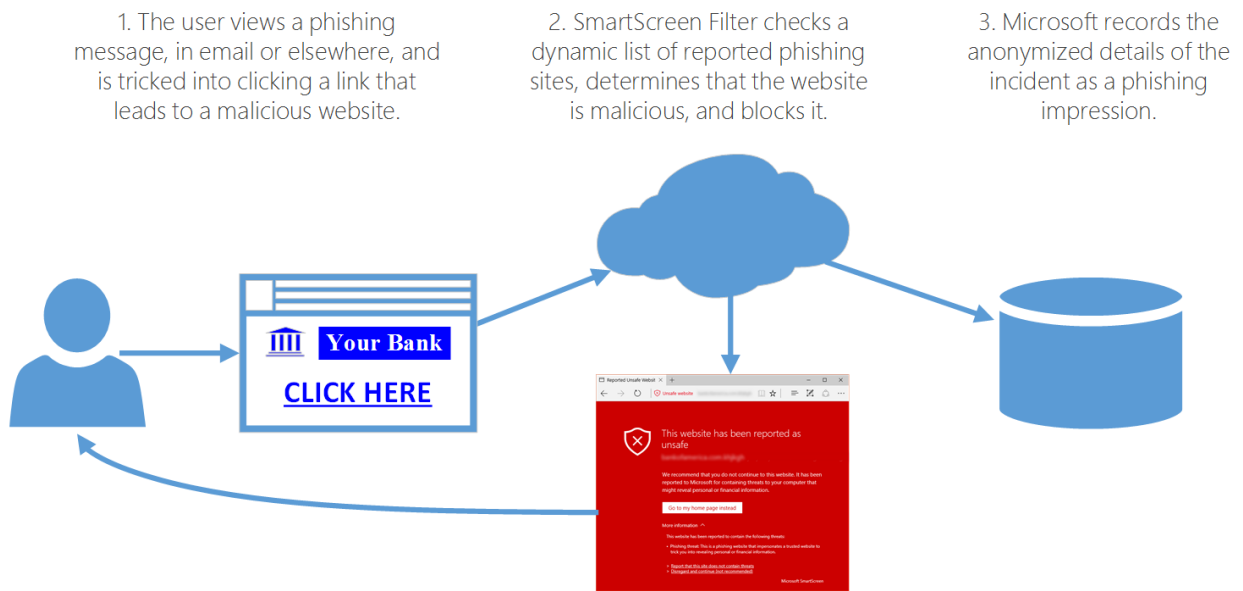 1. The user views a phishing
message, in email or elsewhere, and
is tricked into clicking a link that
leads to a malicious website.
2. SmartScreen Filter checks a
dynamic list of reported phishing
sites, determines that the website
is malicious, and blocks it.
3. Microsoft records the
anonymized details of the
incident as a phishing
impression.
Your Bank
CLICK HERE
Reported Unsafe Websit
Unsafe website
This website has been reported as
unsafe
We recommend that you do not continue to this website. It has been
reported to Microsoft for containing threats to your computer that
might reveal personal or financial information.
Go to my home page instead
More information
This website has been reported to contain the following threats:
• Phishing threat: This is a phishing website that impersonates a trusted website to
trick you into revealing personal or financial information.
• Report that this site does not contain threats
• Disregard and continue (not recommended)
Microsoft SmartScreen